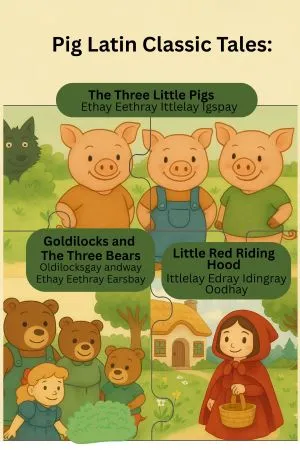 Pig Latin Classic Tales:
The Three Little Pigs
Ethay Eethray Ittlelay Igspay
Goldilocks and
The Three Bears
Oldilocksgay andway
Ethay Eethray Earsbay
Little Red Riding
Hood
Ittlelay Edray Idingray
Oodhay